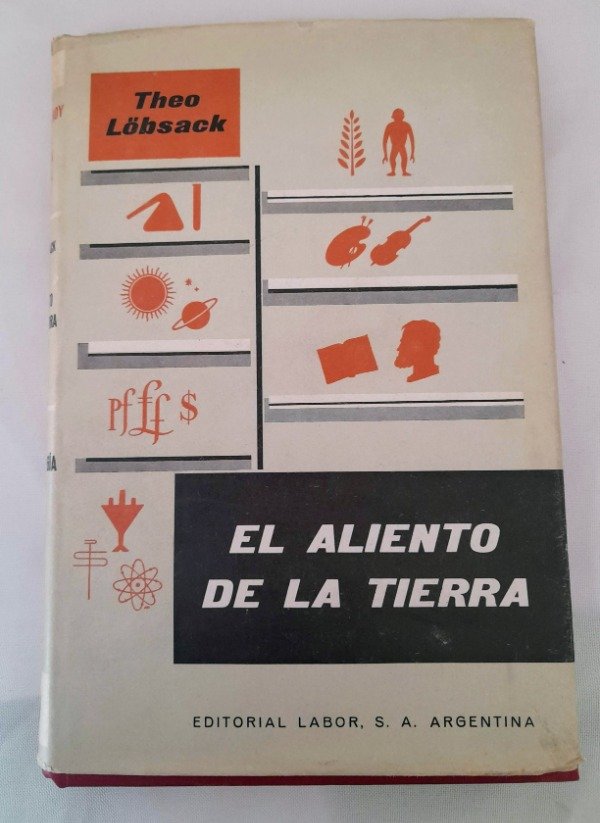 Theo
Löbsack
Pf £ f $
EL ALIENTO
DE LA TIERRA
EDITORIAL LABOR, S. A. ARGENTINA